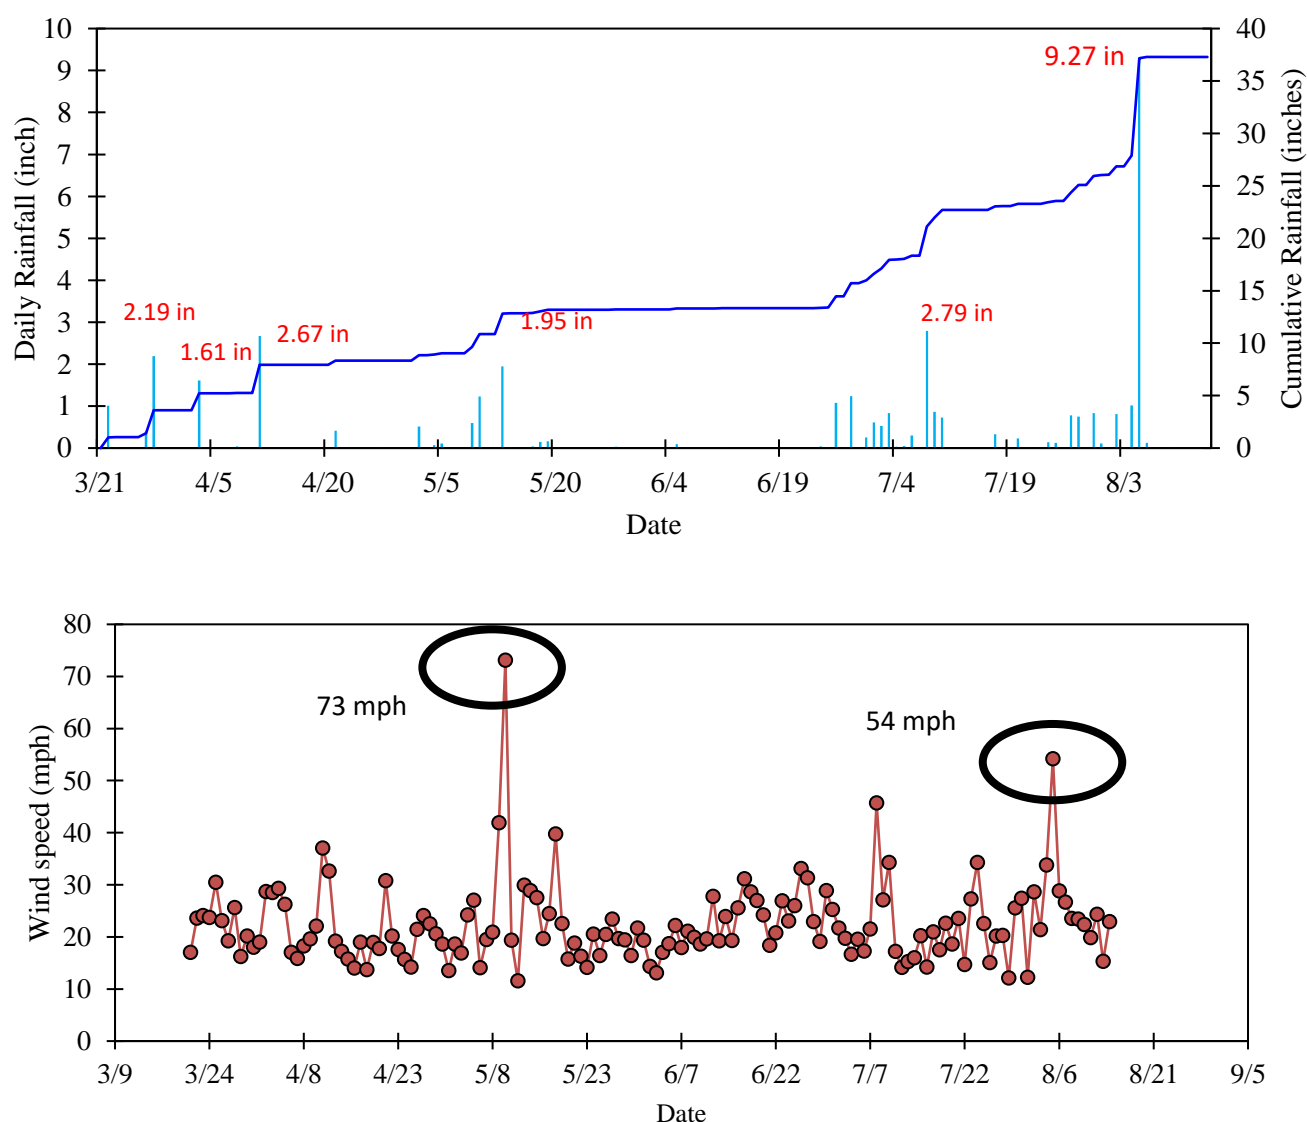 Daily Rainfall (inch)
10
9
8
7
6
5
4
3
2
1
0
2.19 in
1.61 in
2.67 in
1.95 in
2.79 in
9.27 in
40
35
30
25
20
15
10
5
0
Cumulative Rainfall (inches)
3/21 4/5 4/20 5/5 5/20 6/4 6/19 7/4 7/19 8/3
Date
Wind speed (mph)
80
70
60
50
40
30
20
10
0
73 mph
54 mph
3/9 3/24 4/8 4/23 5/8 5/23 6/7 6/22 7/7 7/22 8/6 8/21 9/5
Date